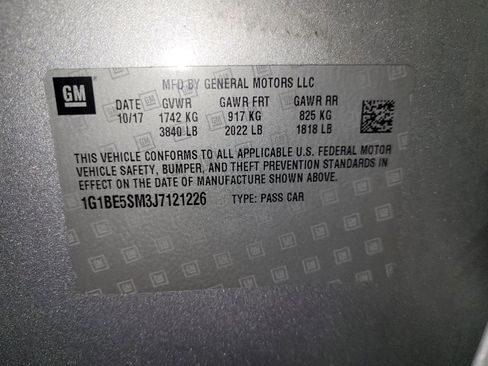 GM
MFD BY GENERAL MOTORS LLC
DATE GVWR GAWR FRT GAWR RR
10/17 1742 KG 917 KG 825 KG
3840 LB 2022 LB 1818 LB
THIS VEHICLE CONFORMS TO ALL APPLICABLE U.S. FEDERAL MOTOR
VEHICLE SAFETY, BUMPER, AND THEFT PREVENTION STANDARDS IN
EFFECT ON THE DATE OF MANUFACTURE SHOWN ABOVE.
1G1BE5SM3J7121226 TYPE: PASS CAR